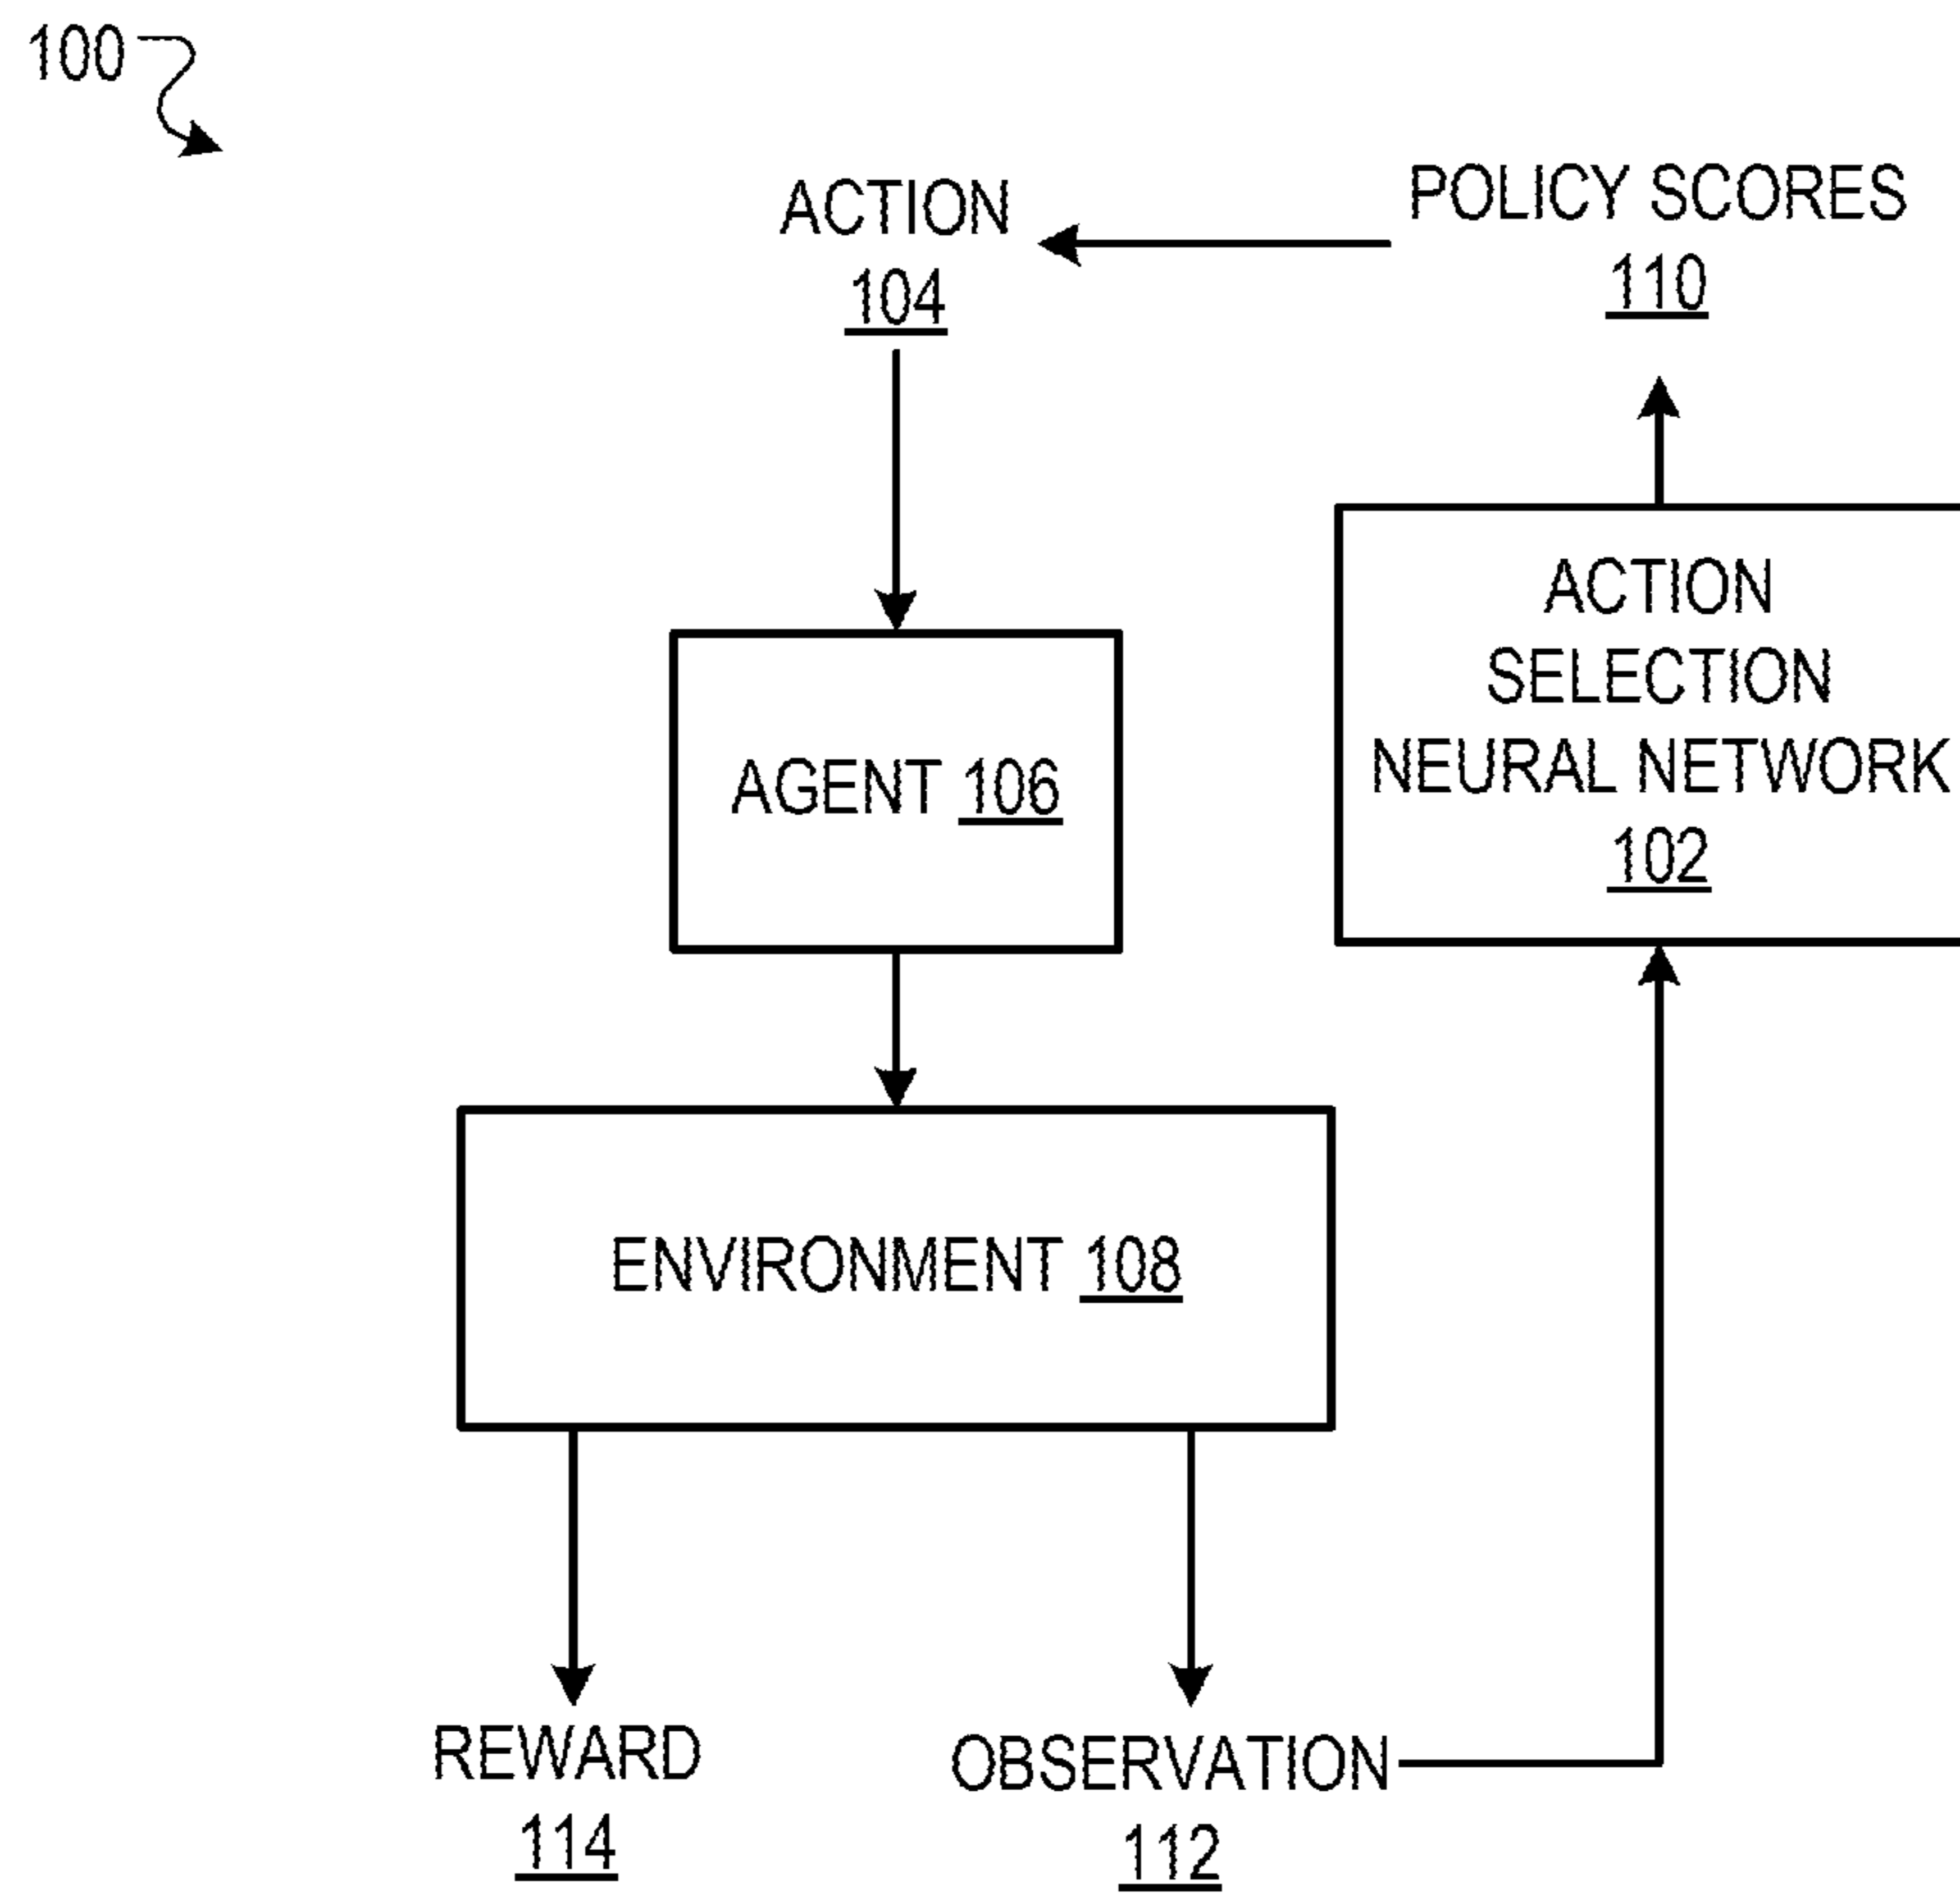 100
ACTION
104
POLICY SCORES
110
ACTION
SELECTION
NEURAL NETWORK
102
AGENT 106
ENVIRONMENT 108
REWARD
114
OBSERVATION
112